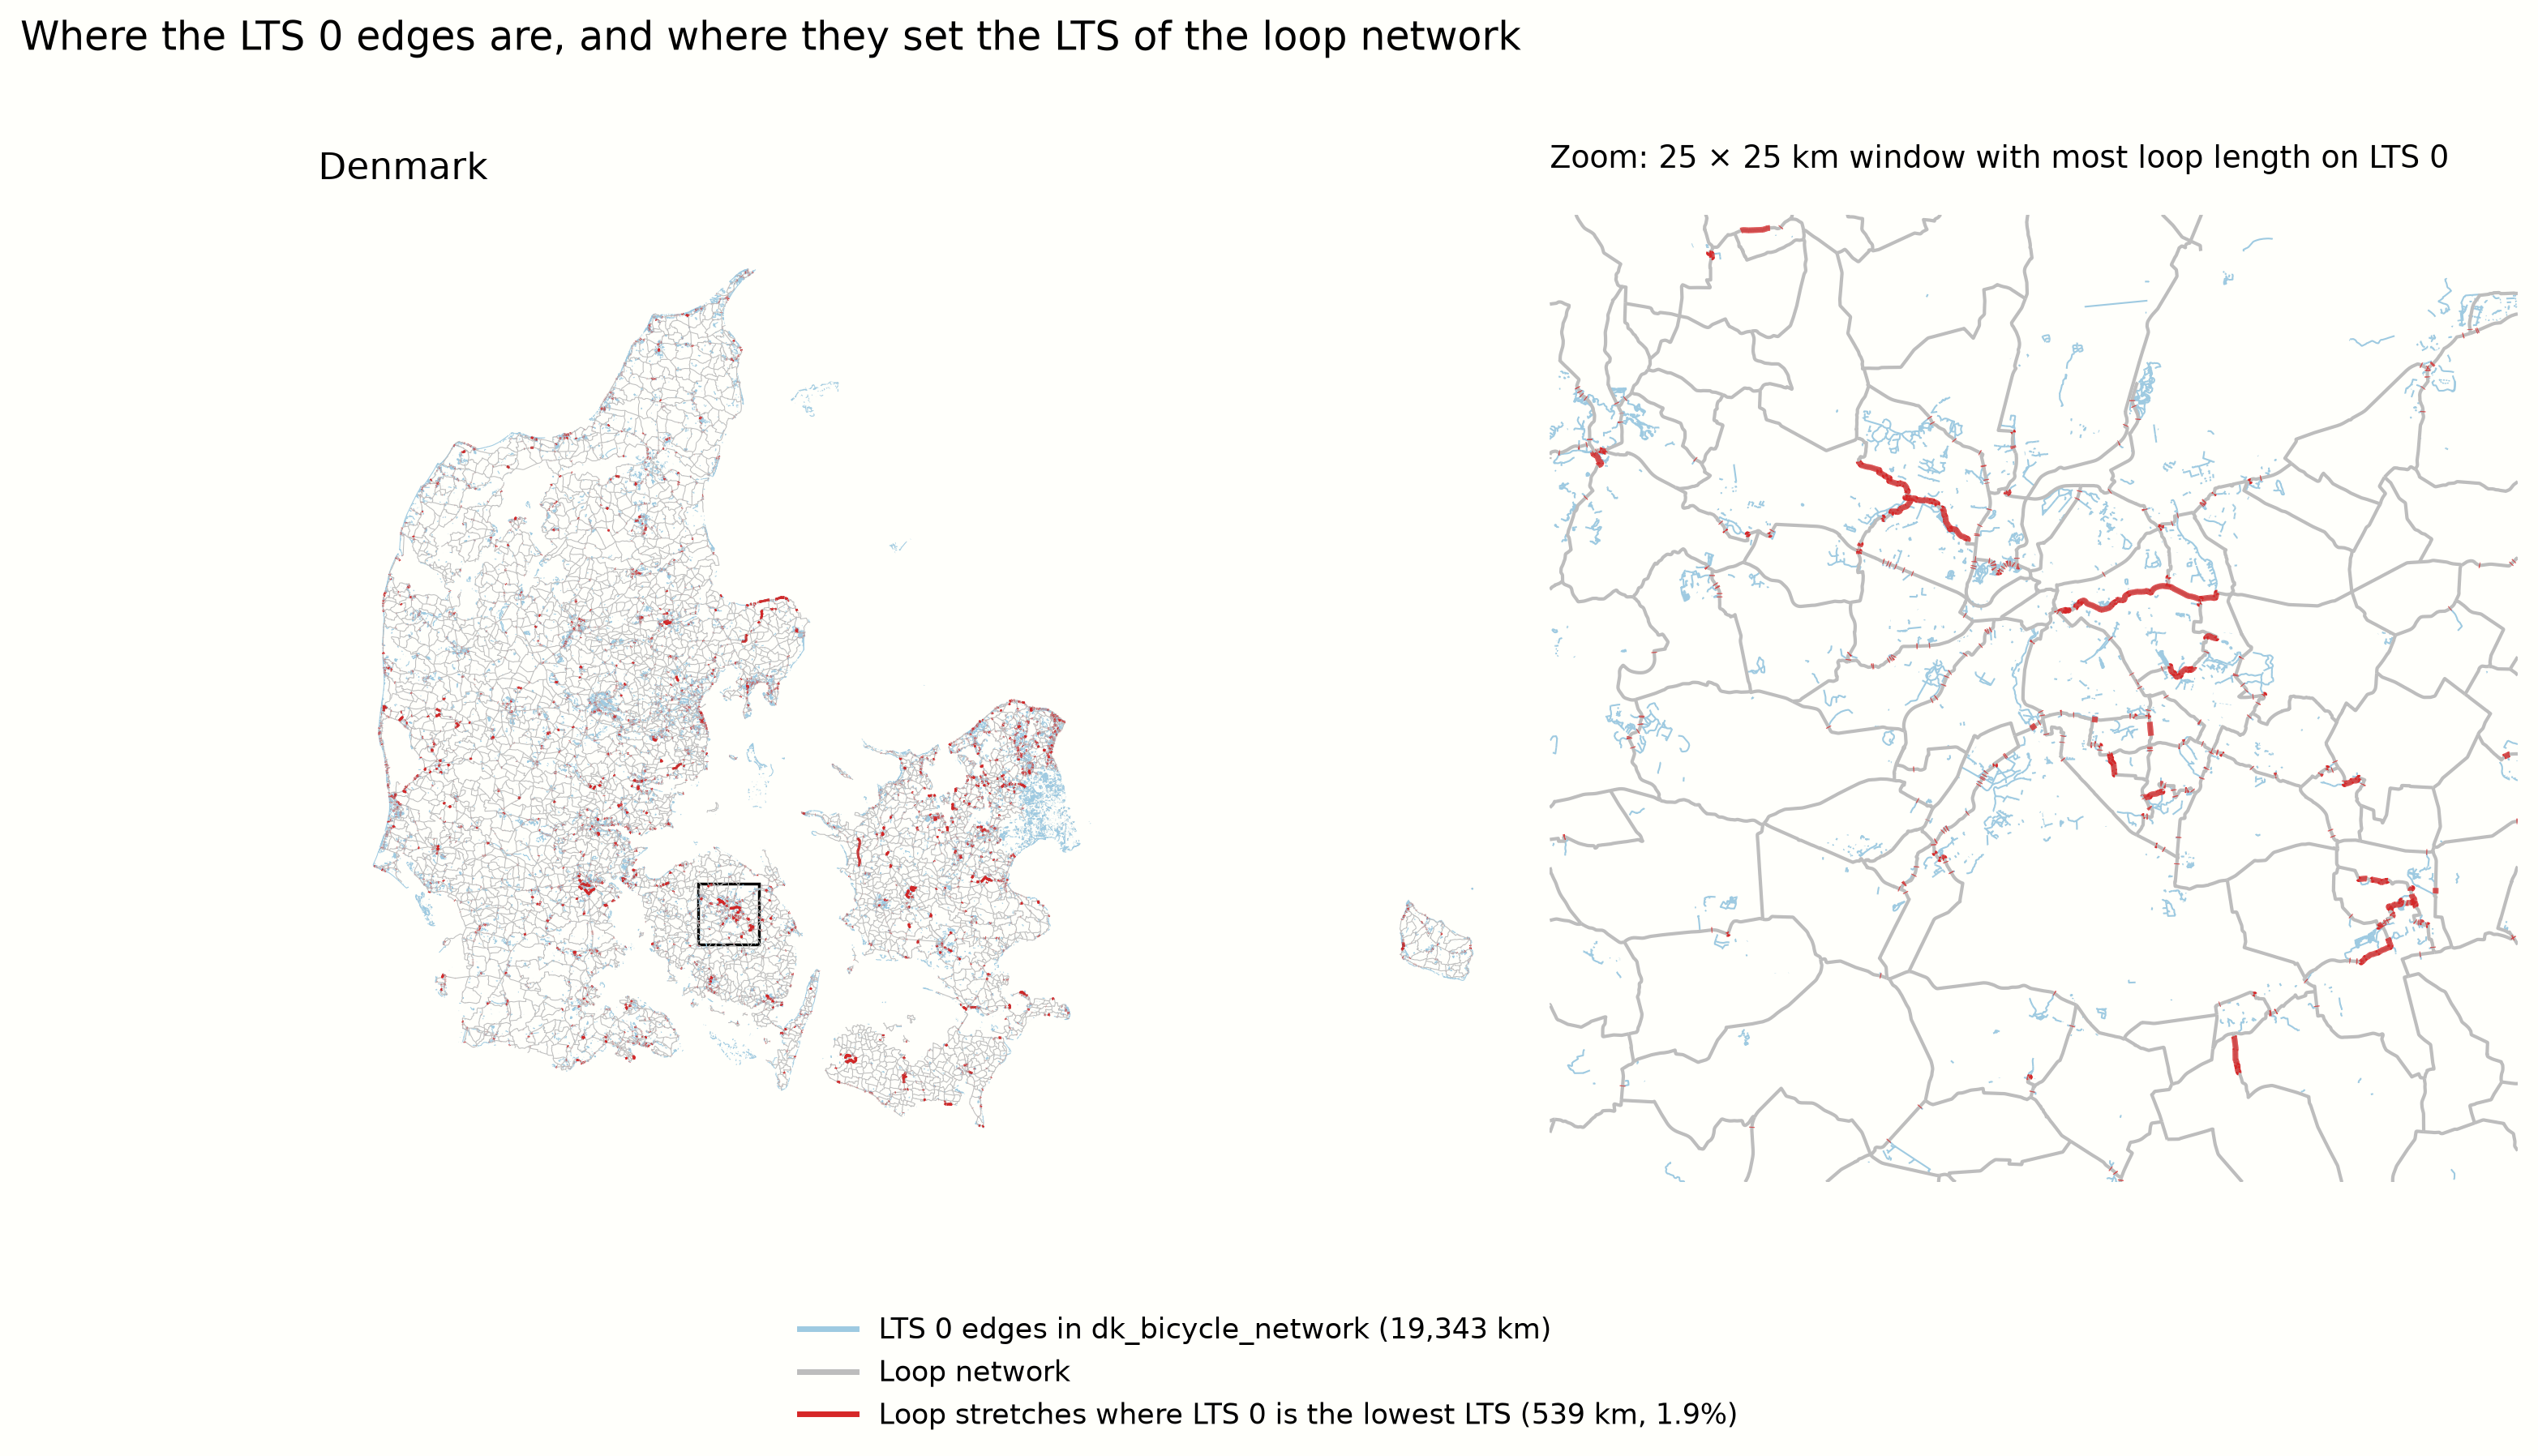 Where the LTS 0 edges are, and where they set the LTS of the loop network
Denmark
Zoom: 25 × 25 km window with most loop length on LTS 0
LTS 0 edges in dk_bicycle_network (19,343 km)
Loop network
Loop stretches where LTS 0 is the lowest LTS (539 km, 1.9%)